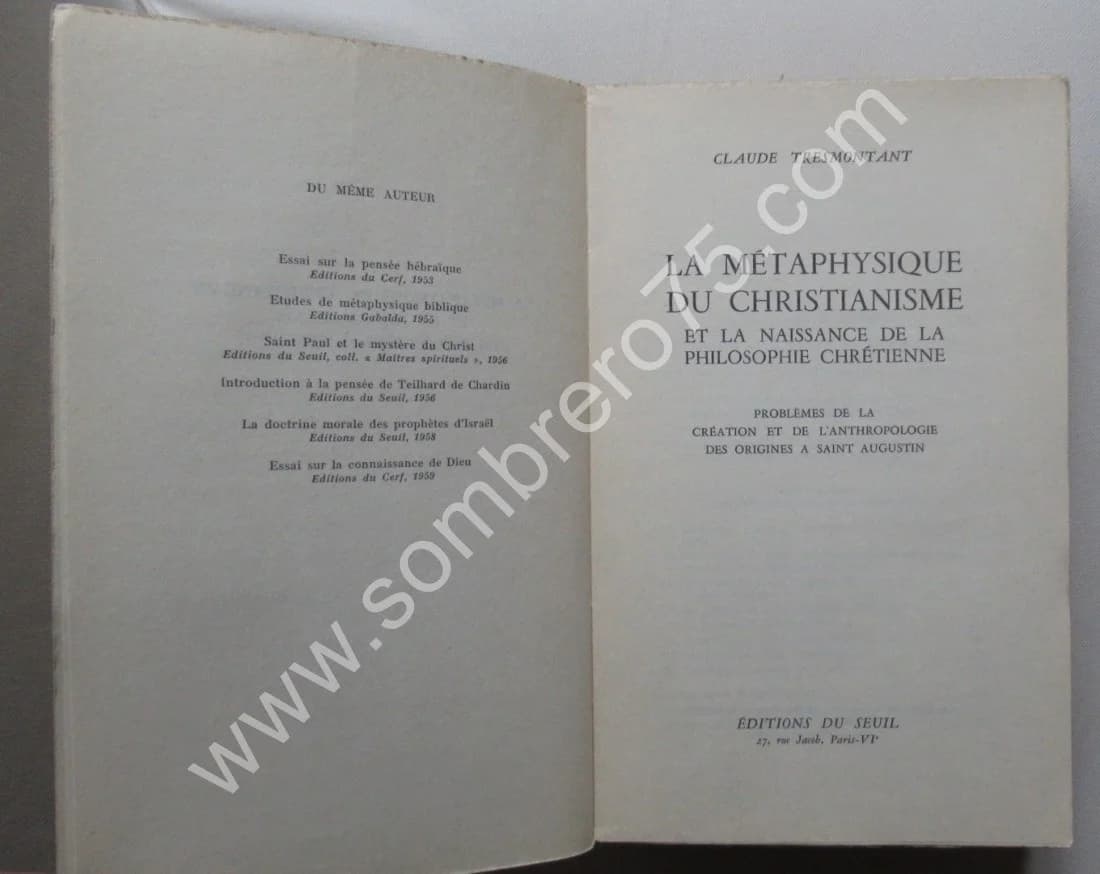 DU MÊME AUTEUR
Essai sur la pensée hébraïque
Editions du Cerf, 1953
Etudes de métaphysique biblique
Editions Gabalda, 1955
Saint Paul et le mystère du Christ
Editions du Seuil, coll. « Maîtres spirituels », 1956
Introduction à la pensée de Teilhard de Chardin
Editions du Seuil, 1956
La doctrine morale des prophètes d'Israël
Editions du Seuil, 1958
Essai sur la connaissance de Dieu
Editions du Cerf, 1959
CLAUDE TRESMONTANT
LA MÉTAPHYSIQUE
DU CHRISTIANISME
ET LA NAISSANCE DE LA
PHILOSOPHIE CHRÉTIENNE
PROBLÈMES DE LA
CRÉATION ET DE L'ANTHROPOLOGIE
DES ORIGINES A SAINT AUGUSTIN
ÉDITIONS DU SEUIL
27, rue Jacob, Paris-VIe
www.sombrero75.com